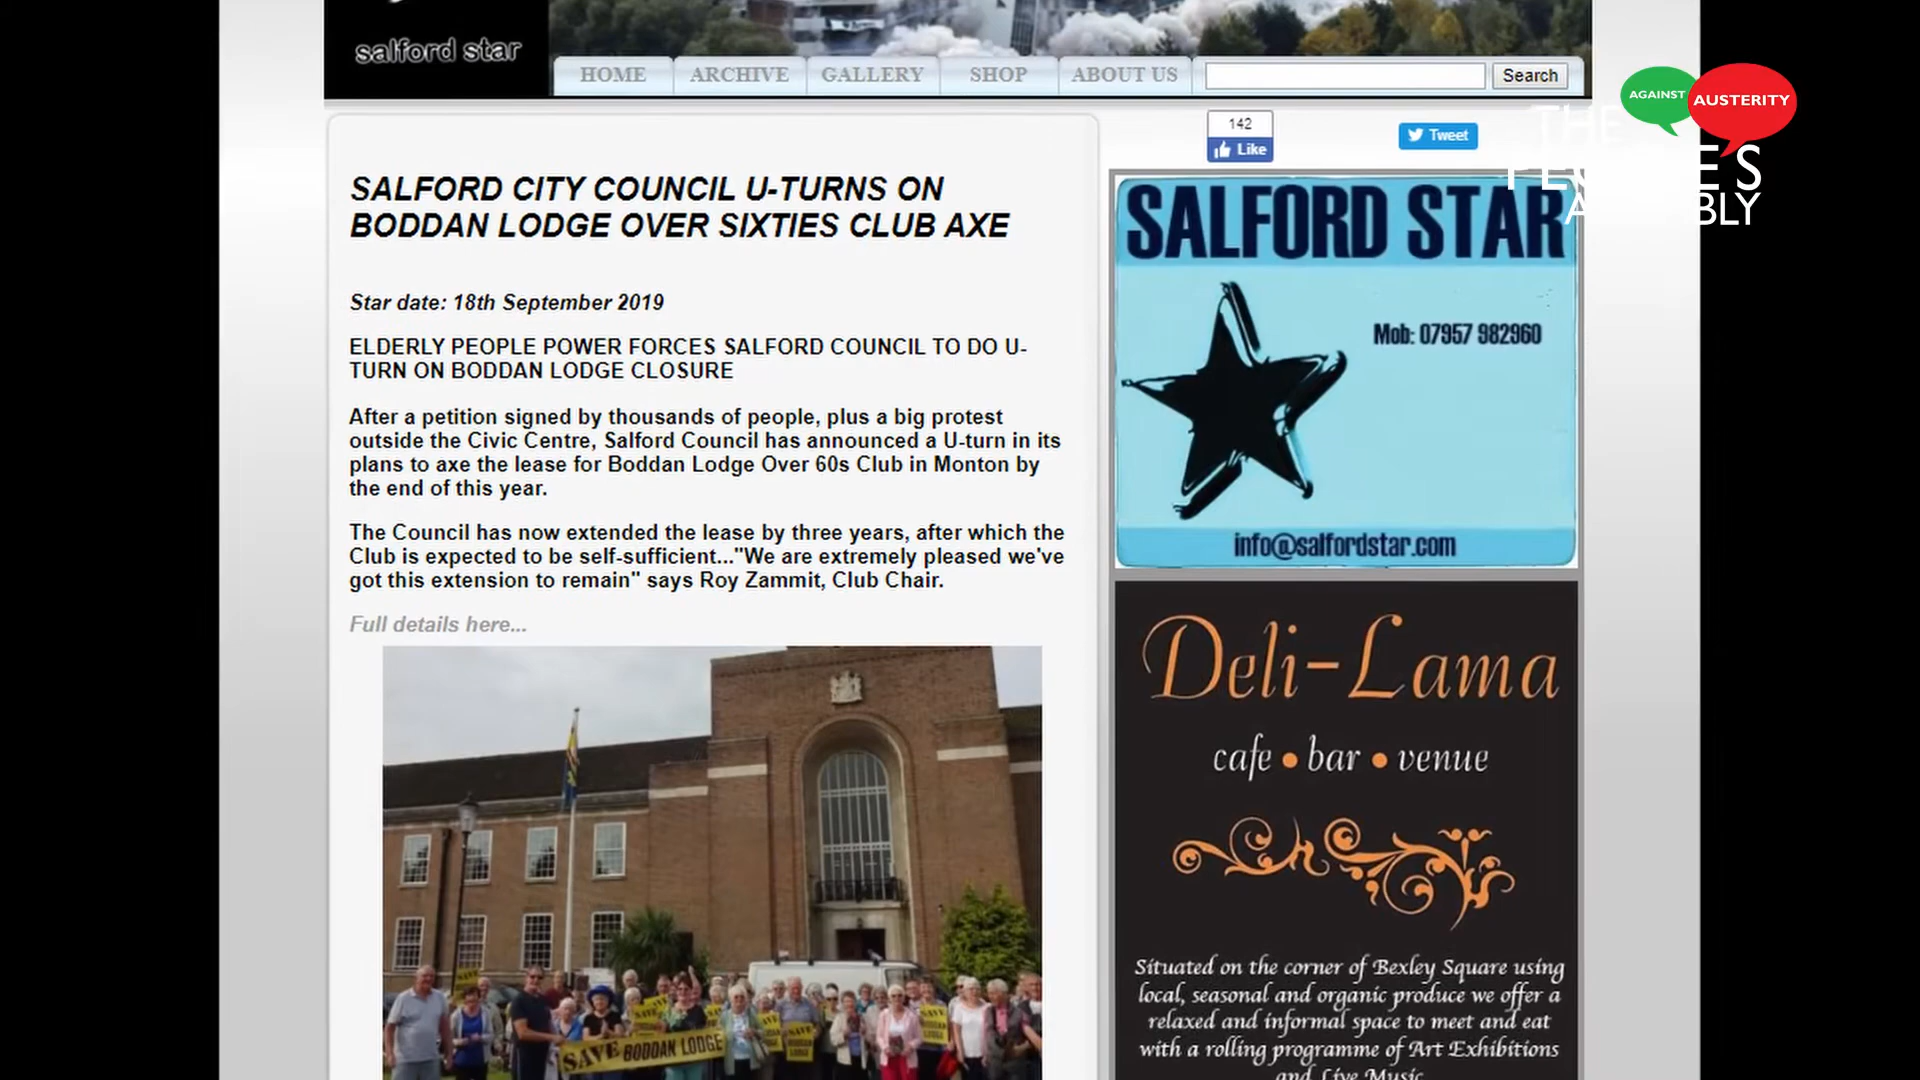 salford star
HOME
ARCHIVE
GALLERY
SHOP
ABOUT US
Search
AGAINST
AUSTERITY
THE
ASSEMBLY
142
Like
Tweet
SALFORD CITY COUNCIL U-TURNS ON
BODDAN LODGE OVER SIXTIES CLUB AXE
Star date: 18th September 2019
ELDERLY PEOPLE POWER FORCES SALFORD COUNCIL TO DO U-
TURN ON BODDAN LODGE CLOSURE
After a petition signed by thousands of people, plus a big protest
outside the Civic Centre, Salford Council has announced a U-turn in its
plans to axe the lease for Boddan Lodge Over 60s Club in Monton by
the end of this year.
The Council has now extended the lease by three years, after which the
Club is expected to be self-sufficient..."We are extremely pleased we've
got this extension to remain" says Roy Zammit, Club Chair.
Full details here...
SAVE BODDAN LODGE
SALFORD STAR
Mob: 07957 982960
info@salfordstar.com
Deli-Lama
cafe • bar • venue
Situated on the corner of Bexley Square using
local, seasonal and organic produce we offer a
relaxed and informal space to meet and eat
with a rolling programme of Art Exhibitions
and Live Music